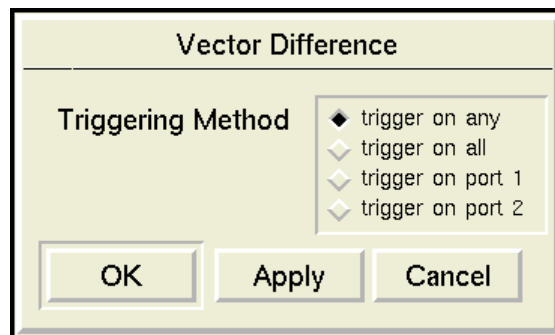 Vector Difference
Triggering Method
trigger on any
trigger on all
trigger on port 1
trigger on port 2
OK Apply Cancel